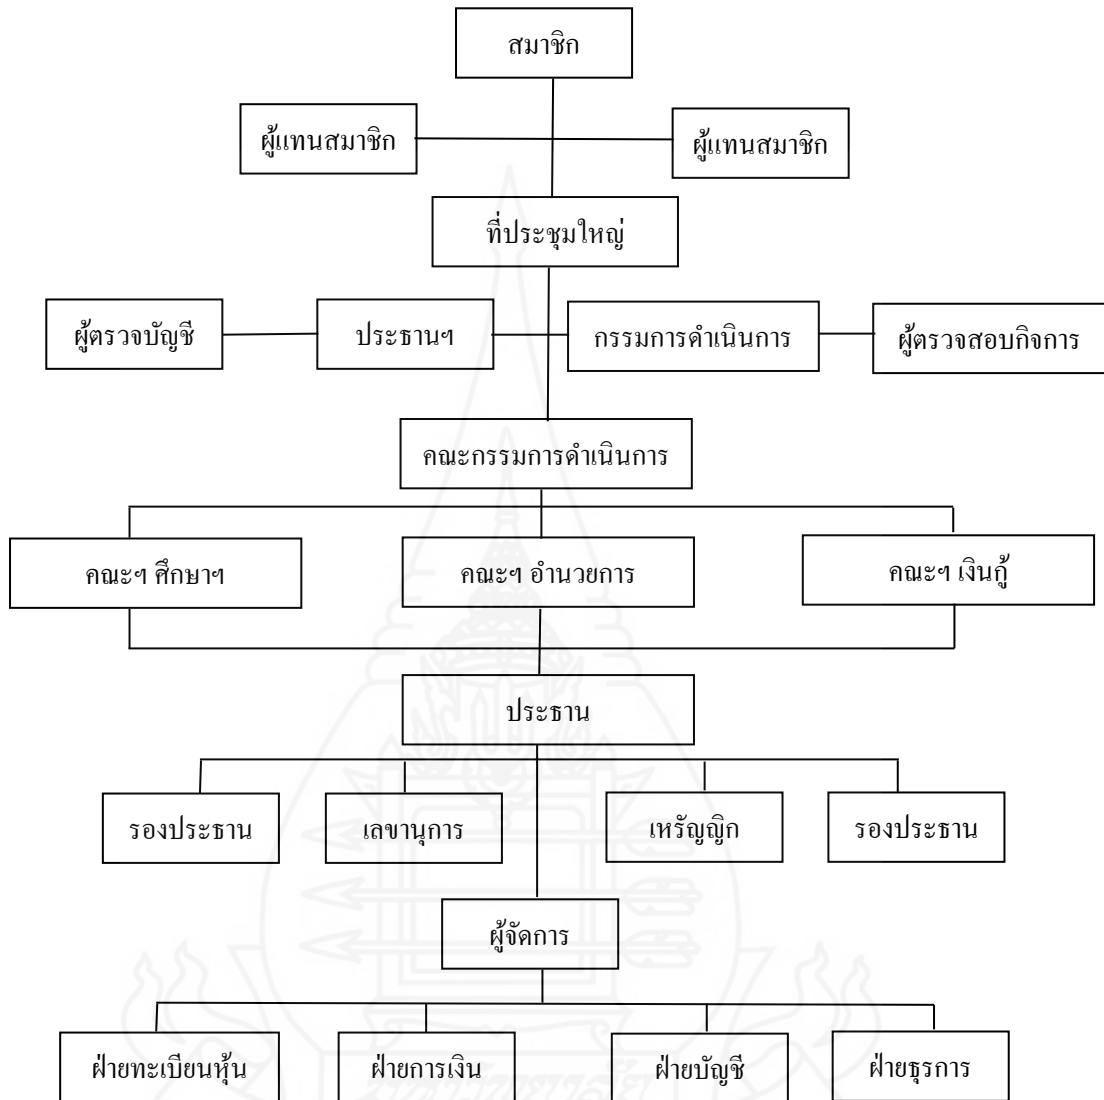 สมาชิก
ผู้แทนสมาชิก
ผู้แทนสมาชิก
ที่ประชุมใหญ่
ผู้ตรวจบัญชี
ประธานฯ
กรรมการดำเนินการ
ผู้ตรวจสอบกิจการ
คณะกรรมการดำเนินการ
คณะฯ ศึกษาฯ
คณะฯ อำนวยการ
คณะฯ เงินกู้
ประธาน
รองประธาน
เลขานุการ
เหรัญญิก
รองประธาน
ผู้จัดการ
ฝ่ายทะเบียนหุ้น
ฝ่ายการเงิน
ฝ่ายบัญชี
ฝ่ายธุรการ